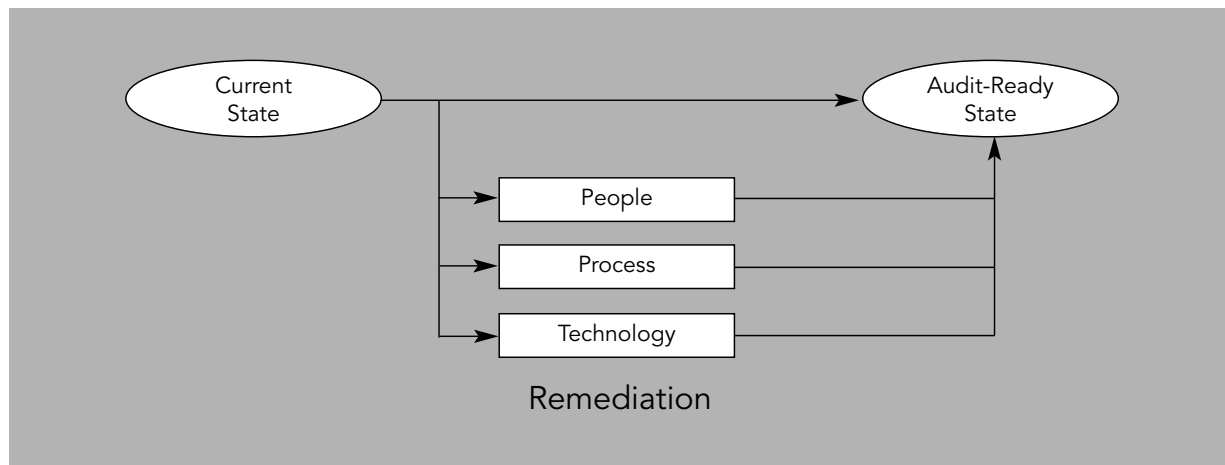 Current
State
Audit-Ready
State
People
Process
Technology
Remediation